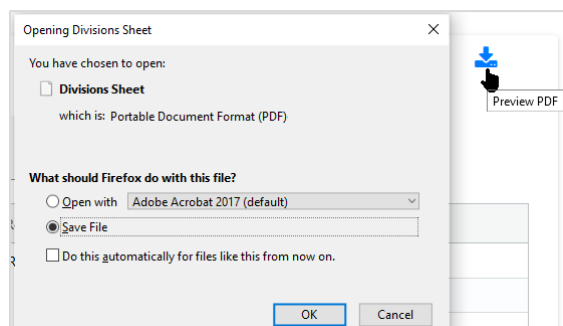 Opening Divisions Sheet
You have chosen to open:
Divisions Sheet
which is: Portable Document Format (PDF)
Preview PDF
What should Firefox do with this file?
Open with Adobe Acrobat 2017 (default)
Save File
Do this automatically for files like this from now on.
OK Cancel